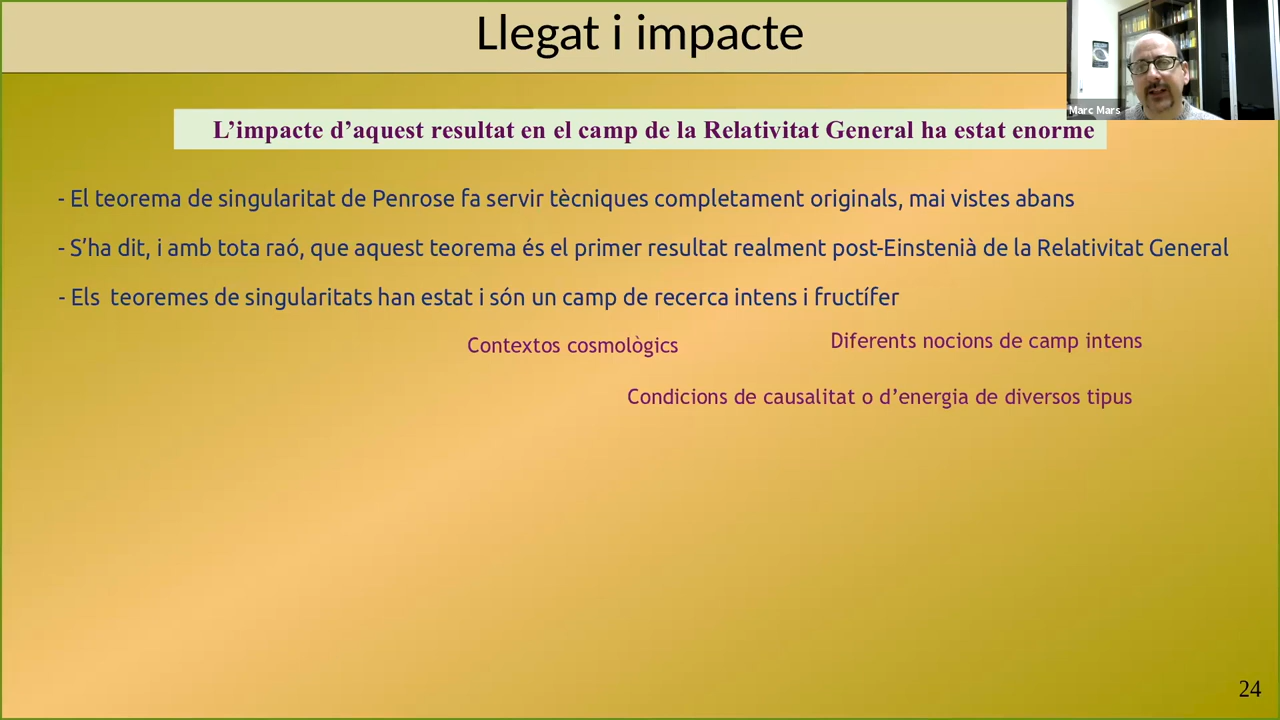 Llegat i impacte
Marc Mars
L’impacte d’aquest resultat en el camp de la Relativitat General ha estat enorme
- El teorema de singularitat de Penrose fa servir tècniques completament originals, mai vistes abans
- S’ha dit, i amb tota raó, que aquest teorema és el primer resultat realment post-Einstenià de la Relativitat General
- Els teoremes de singularitats han estat i són un camp de recerca intens i fructífer
Contextos cosmològics
Diferents nocions de camp intens
Condicions de causalitat o d’energia de diversos tipus
24